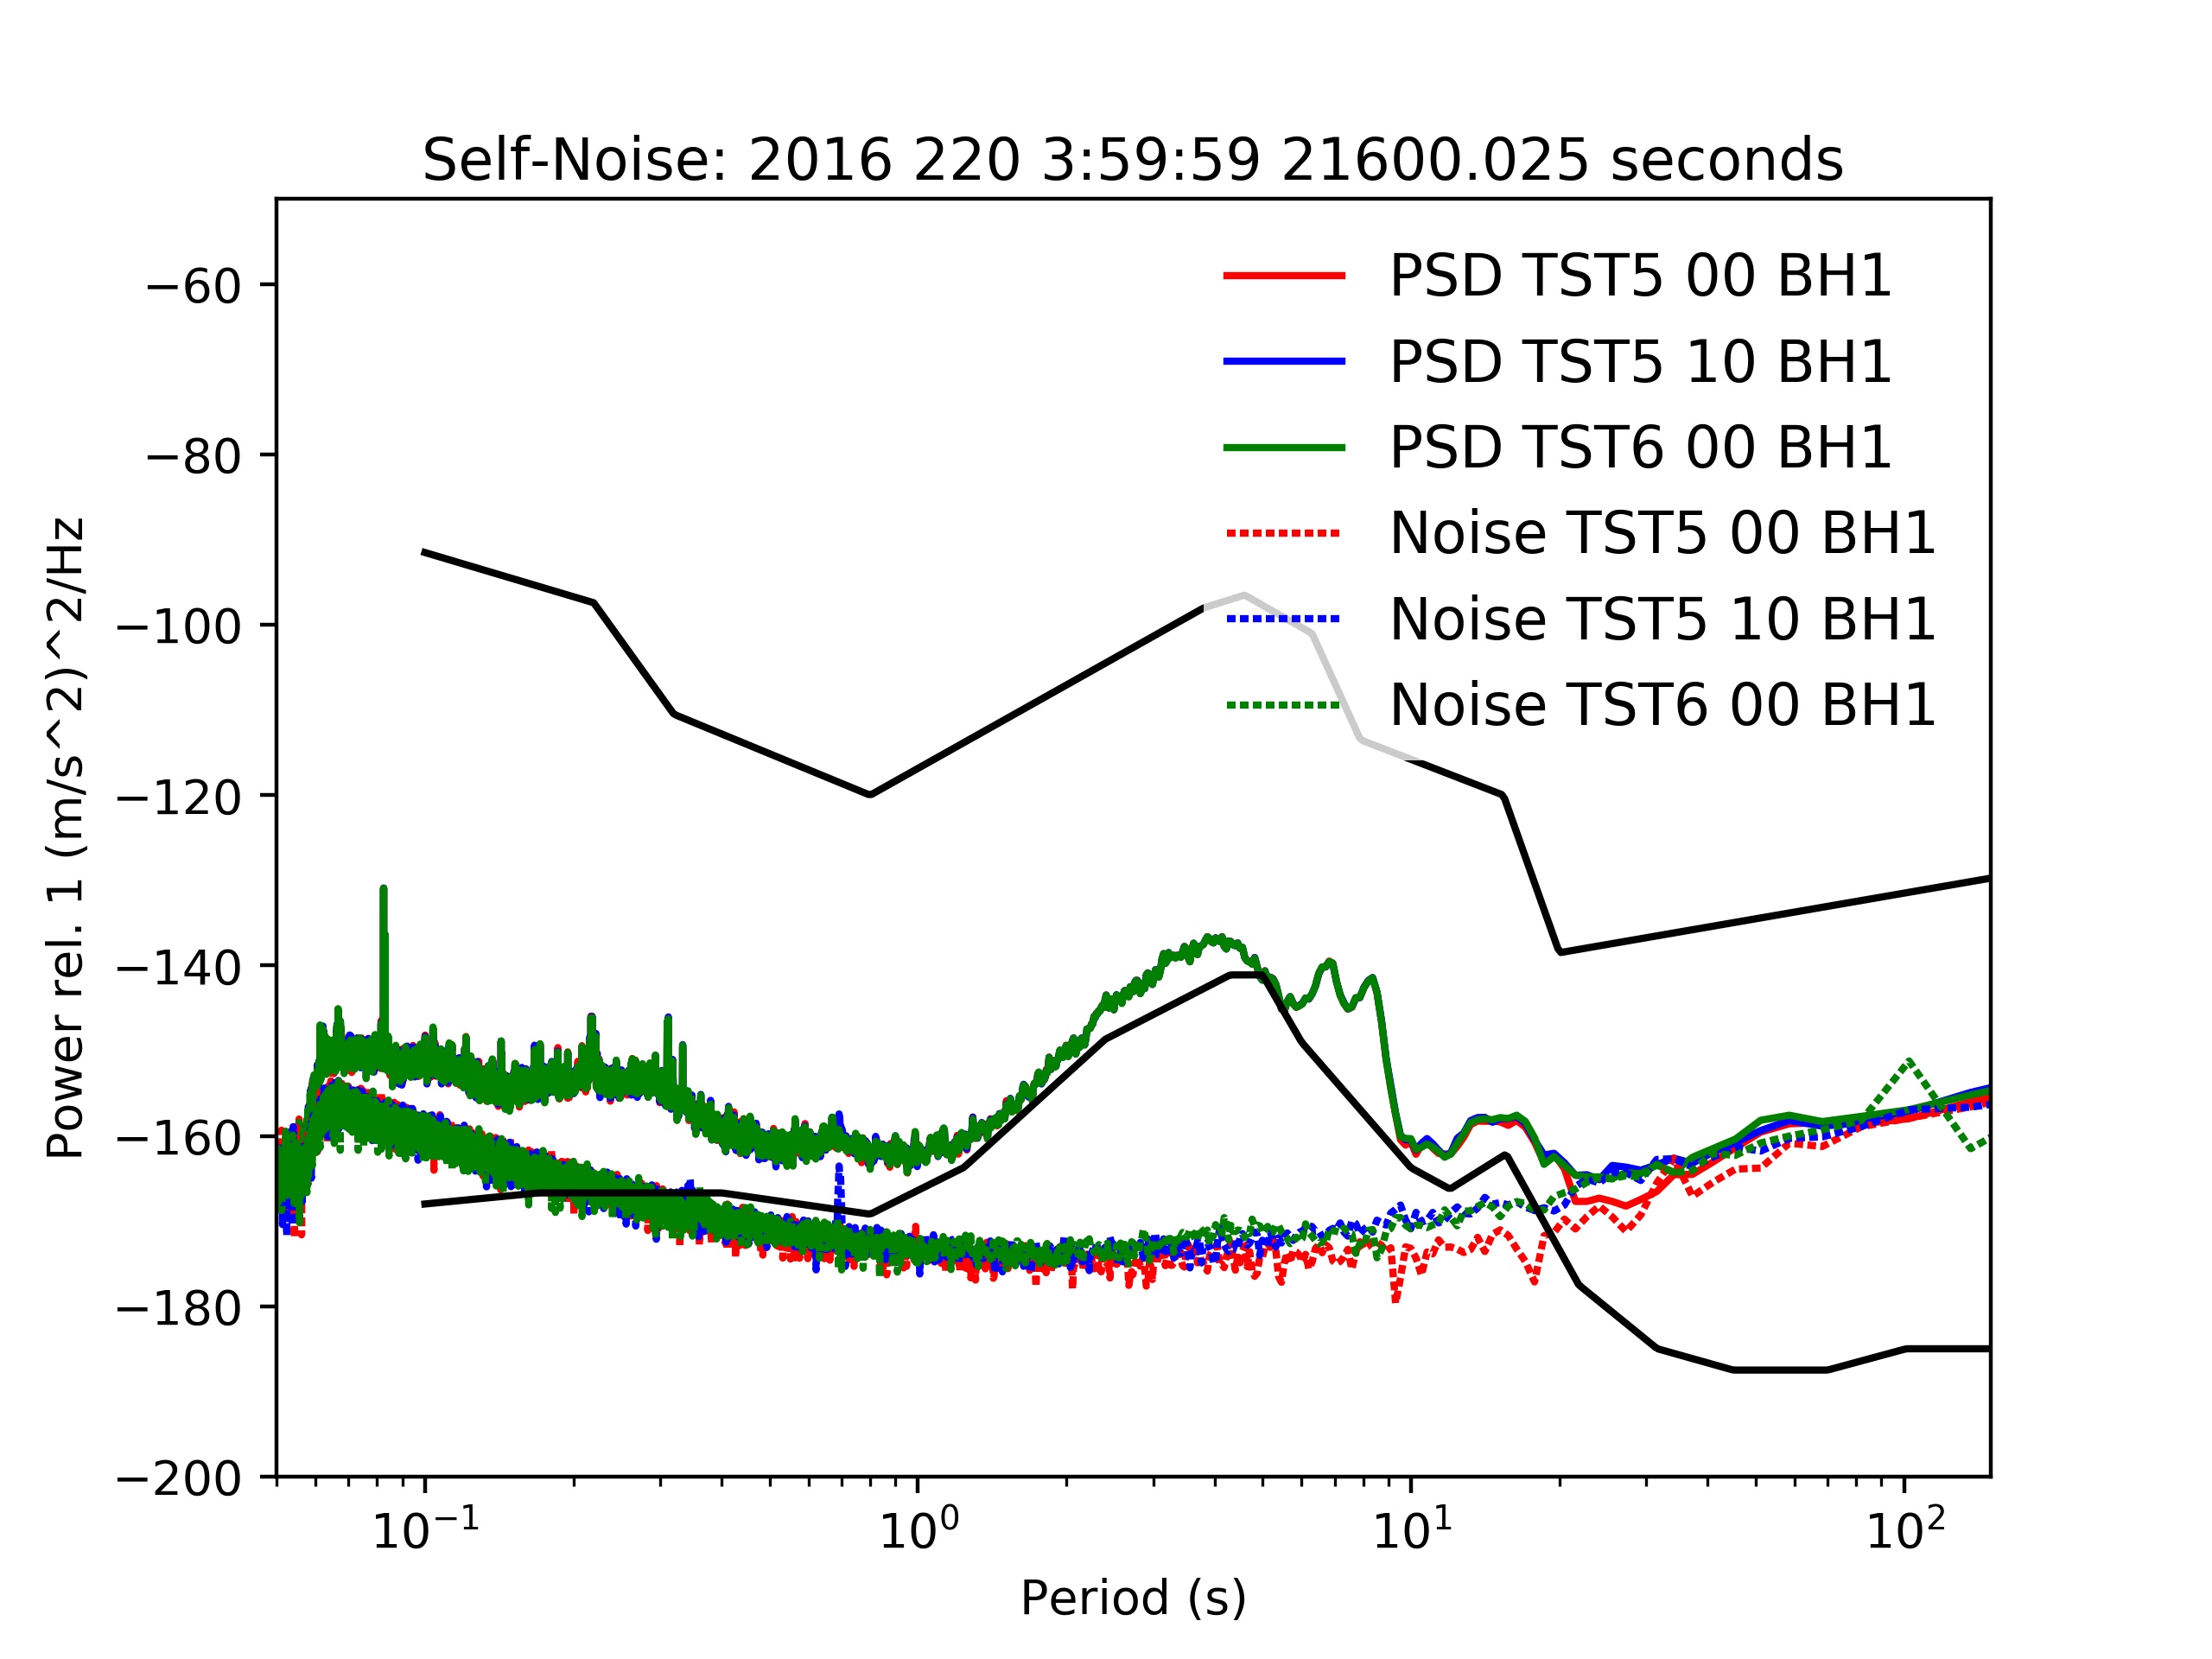 Self-Noise: 2016 220 3:59:59 21600.025 seconds
Power rel. 1 (m/s^2)^2/Hz
−60
−80
−100
−120
−140
−160
−180
−200
PSD TST5 00 BH1
PSD TST5 10 BH1
PSD TST6 00 BH1
Noise TST5 00 BH1
Noise TST5 10 BH1
Noise TST6 00 BH1
10⁻¹ 10⁰ 10¹ 10²
Period (s)